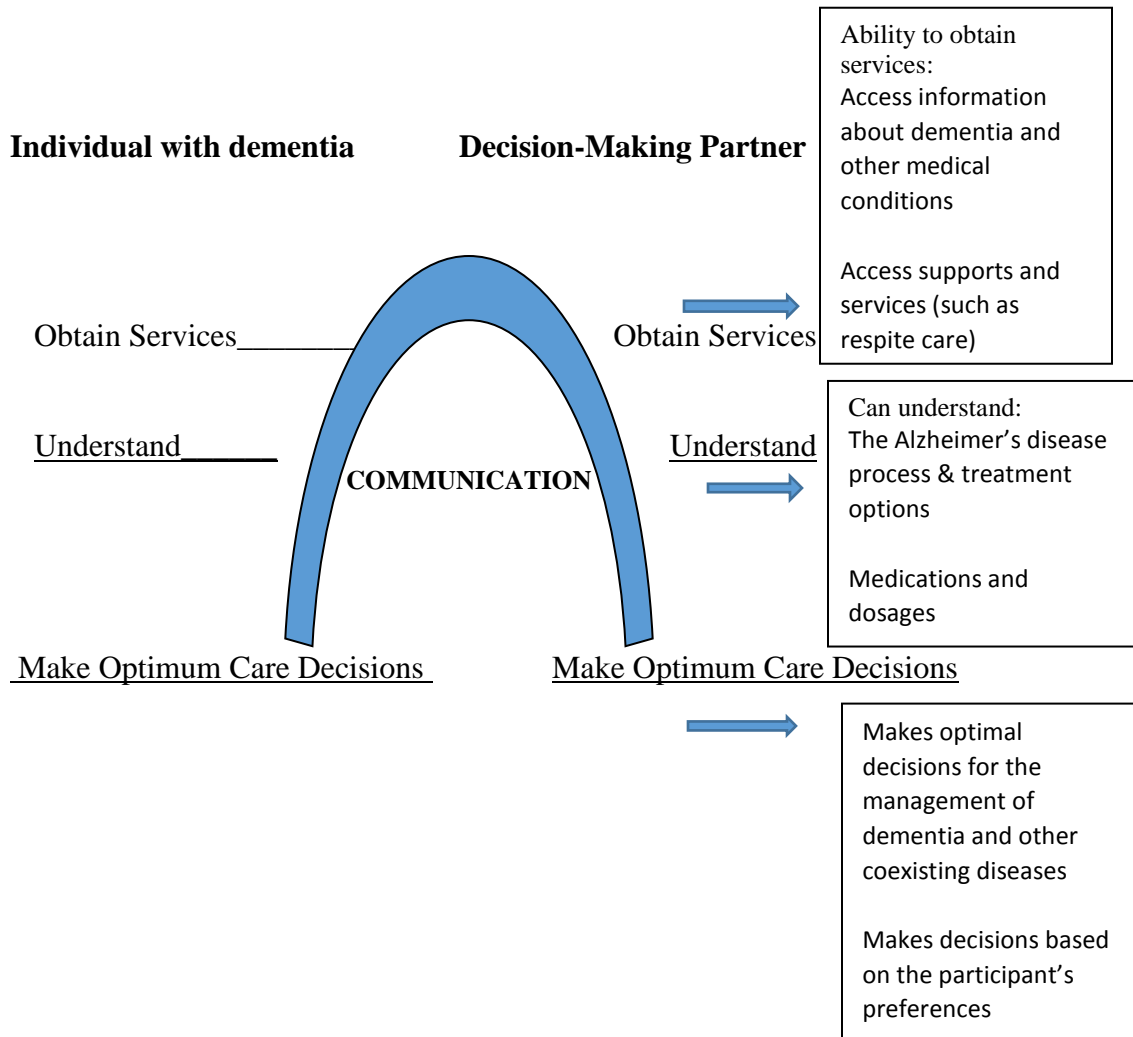 Individual with dementia
Decision-Making Partner
Ability to obtain
services:
Access information
about dementia and
other medical
conditions
Access supports and
services (such as
respite care)
Obtain Services_______
Obtain Services
Understand______
COMMUNICATION
Understand
Can understand:
The Alzheimer’s disease
process & treatment
options
Medications and
dosages
Make Optimum Care Decisions
Make Optimum Care Decisions
Makes optimal
decisions for the
management of
dementia and other
coexisting diseases
Makes decisions based
on the participant’s
preferences